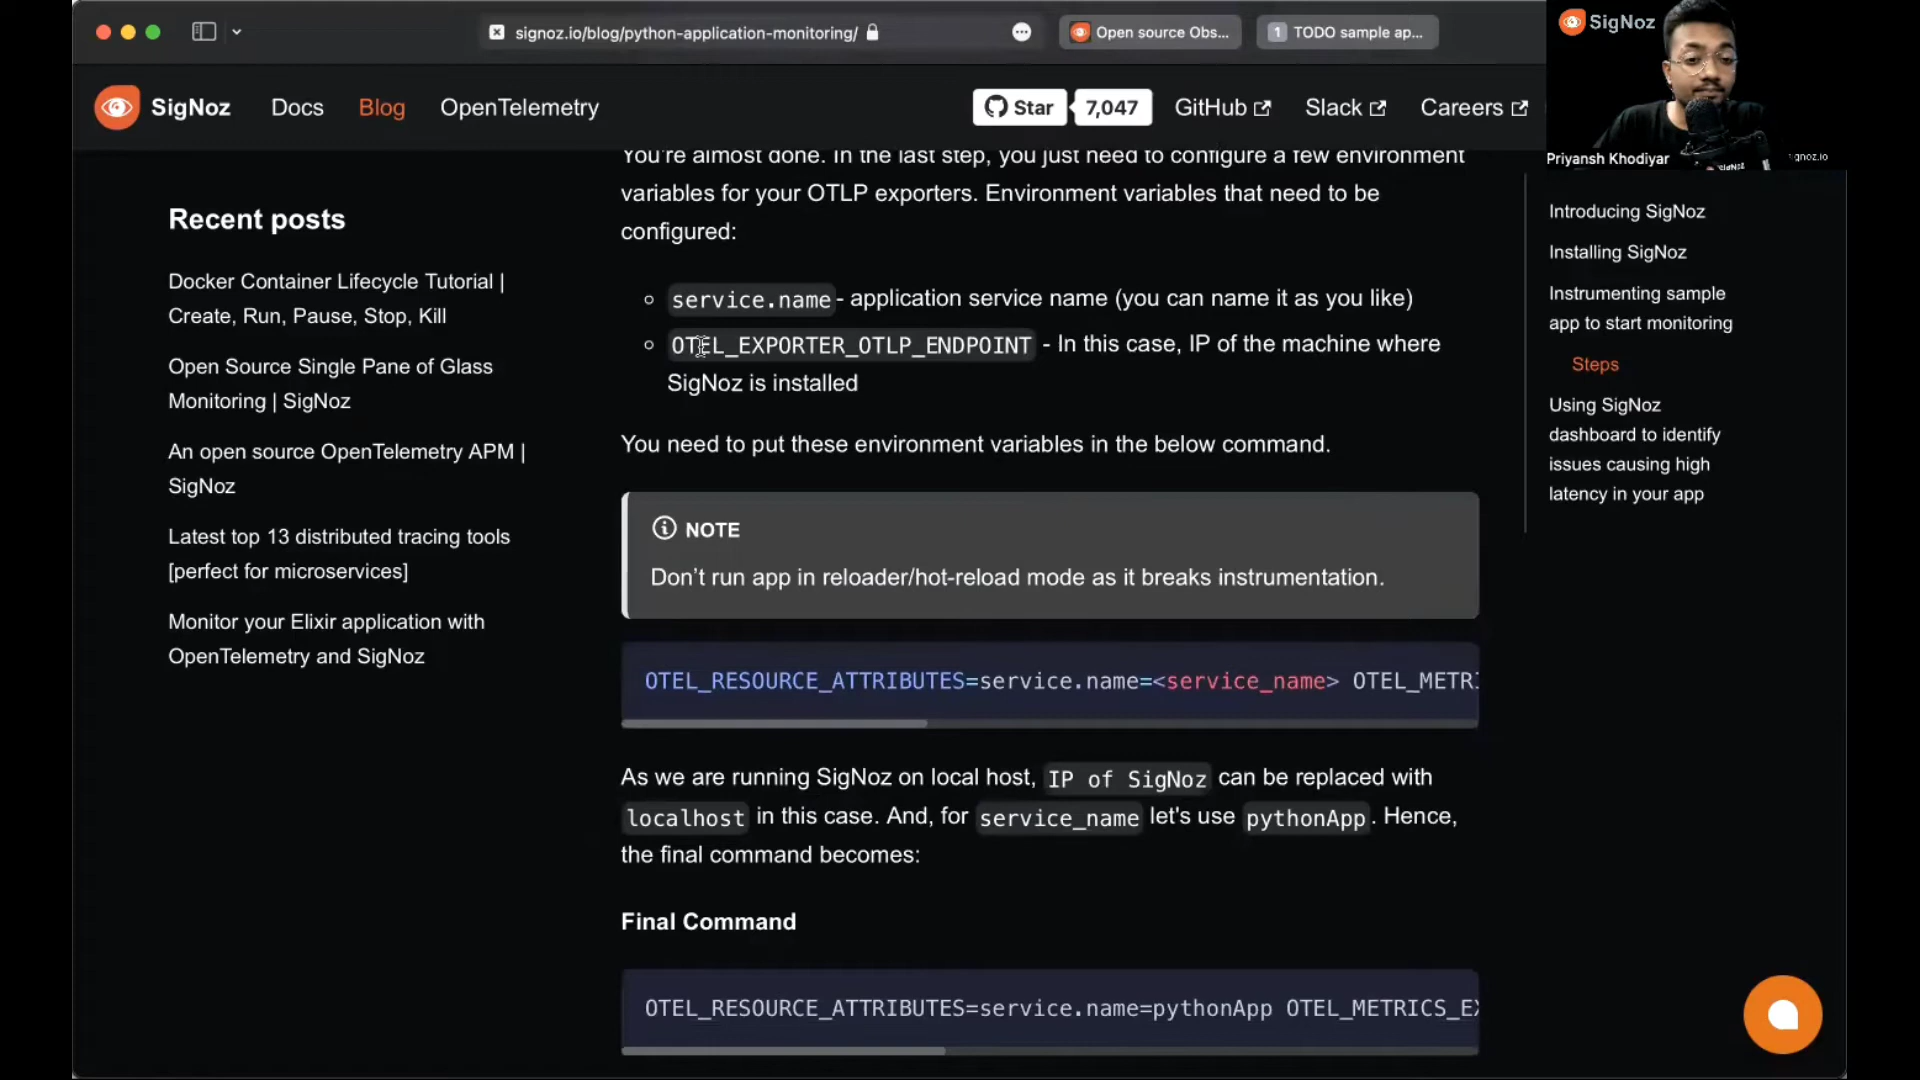 signoz.io/blog/python-application-monitoring/
Open source Obs...
1 TODO sample ap...
SigNoz
SigNoz
Docs
Blog
OpenTelemetry
Star
7,047
GitHub
Slack
Careers
Priyansh Khodiyar
ignoz.io
SigNoz
Recent posts
Docker Container Lifecycle Tutorial |
Create, Run, Pause, Stop, Kill
Open Source Single Pane of Glass
Monitoring | SigNoz
An open source OpenTelemetry APM |
SigNoz
Latest top 13 distributed tracing tools
[perfect for microservices]
Monitor your Elixir application with
OpenTelemetry and SigNoz
You're almost done. In the last step, you just need to configure a few environment
variables for your OTLP exporters. Environment variables that need to be
configured:
service.name - application service name (you can name it as you like)
OTEL_EXPORTER_OTLP_ENDPOINT - In this case, IP of the machine where
SigNoz is installed
You need to put these environment variables in the below command.
NOTE
Don’t run app in reloader/hot-reload mode as it breaks instrumentation.
OTEL_RESOURCE_ATTRIBUTES=service.name=<service_name> OTEL_METRI
As we are running SigNoz on local host, IP of SigNoz can be replaced with
localhost in this case. And, for service_name let's use pythonApp. Hence,
the final command becomes:
Final Command
OTEL_RESOURCE_ATTRIBUTES=service.name=pythonApp OTEL_METRICS_EX
Introducing SigNoz
Installing SigNoz
Instrumenting sample
app to start monitoring
Steps
Using SigNoz
dashboard to identify
issues causing high
latency in your app